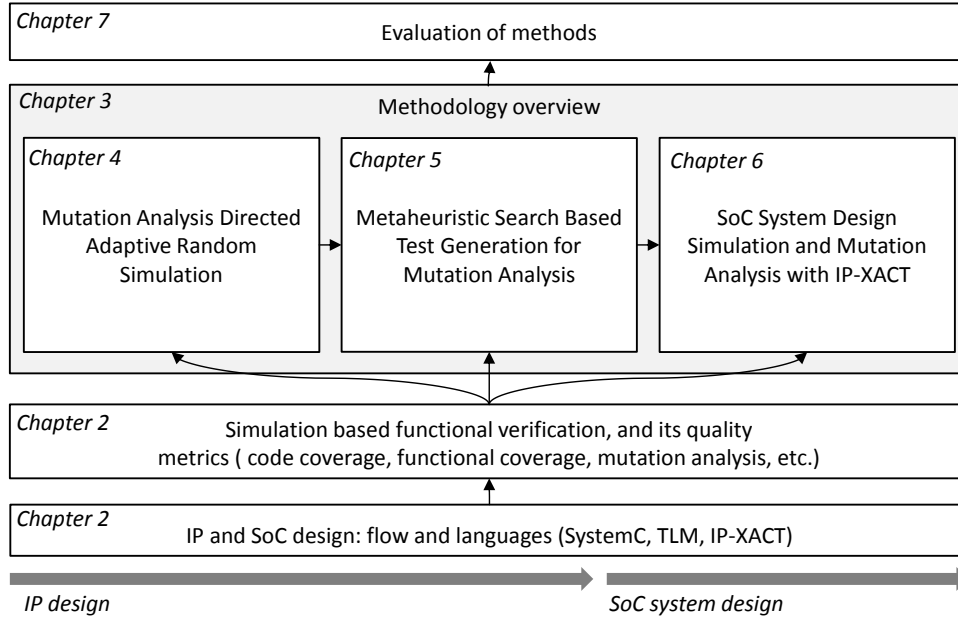 Chapter 7
Evaluation of methods
Chapter 3
Methodology overview
Chapter 4
Mutation Analysis Directed
Adaptive Random
Simulation
Chapter 5
Metaheuristic Search Based
Test Generation for
Mutation Analysis
Chapter 6
SoC System Design
Simulation and Mutation
Analysis with IP-XACT
Chapter 2
Simulation based functional verification, and its quality
metrics ( code coverage, functional coverage, mutation analysis, etc.)
Chapter 2
IP and SoC design: flow and languages (SystemC, TLM, IP-XACT)
IP design
SoC system design